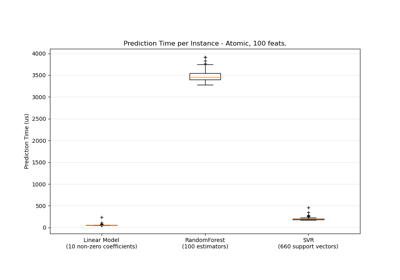 Prediction Time per Instance - Atomic, 100 feats.
Prediction Time (us)
4000
3500
3000
2500
2000
1500
1000
500
0
Linear Model
(10 non-zero coefficients)
RandomForest
(100 estimators)
SVR
(660 support vectors)